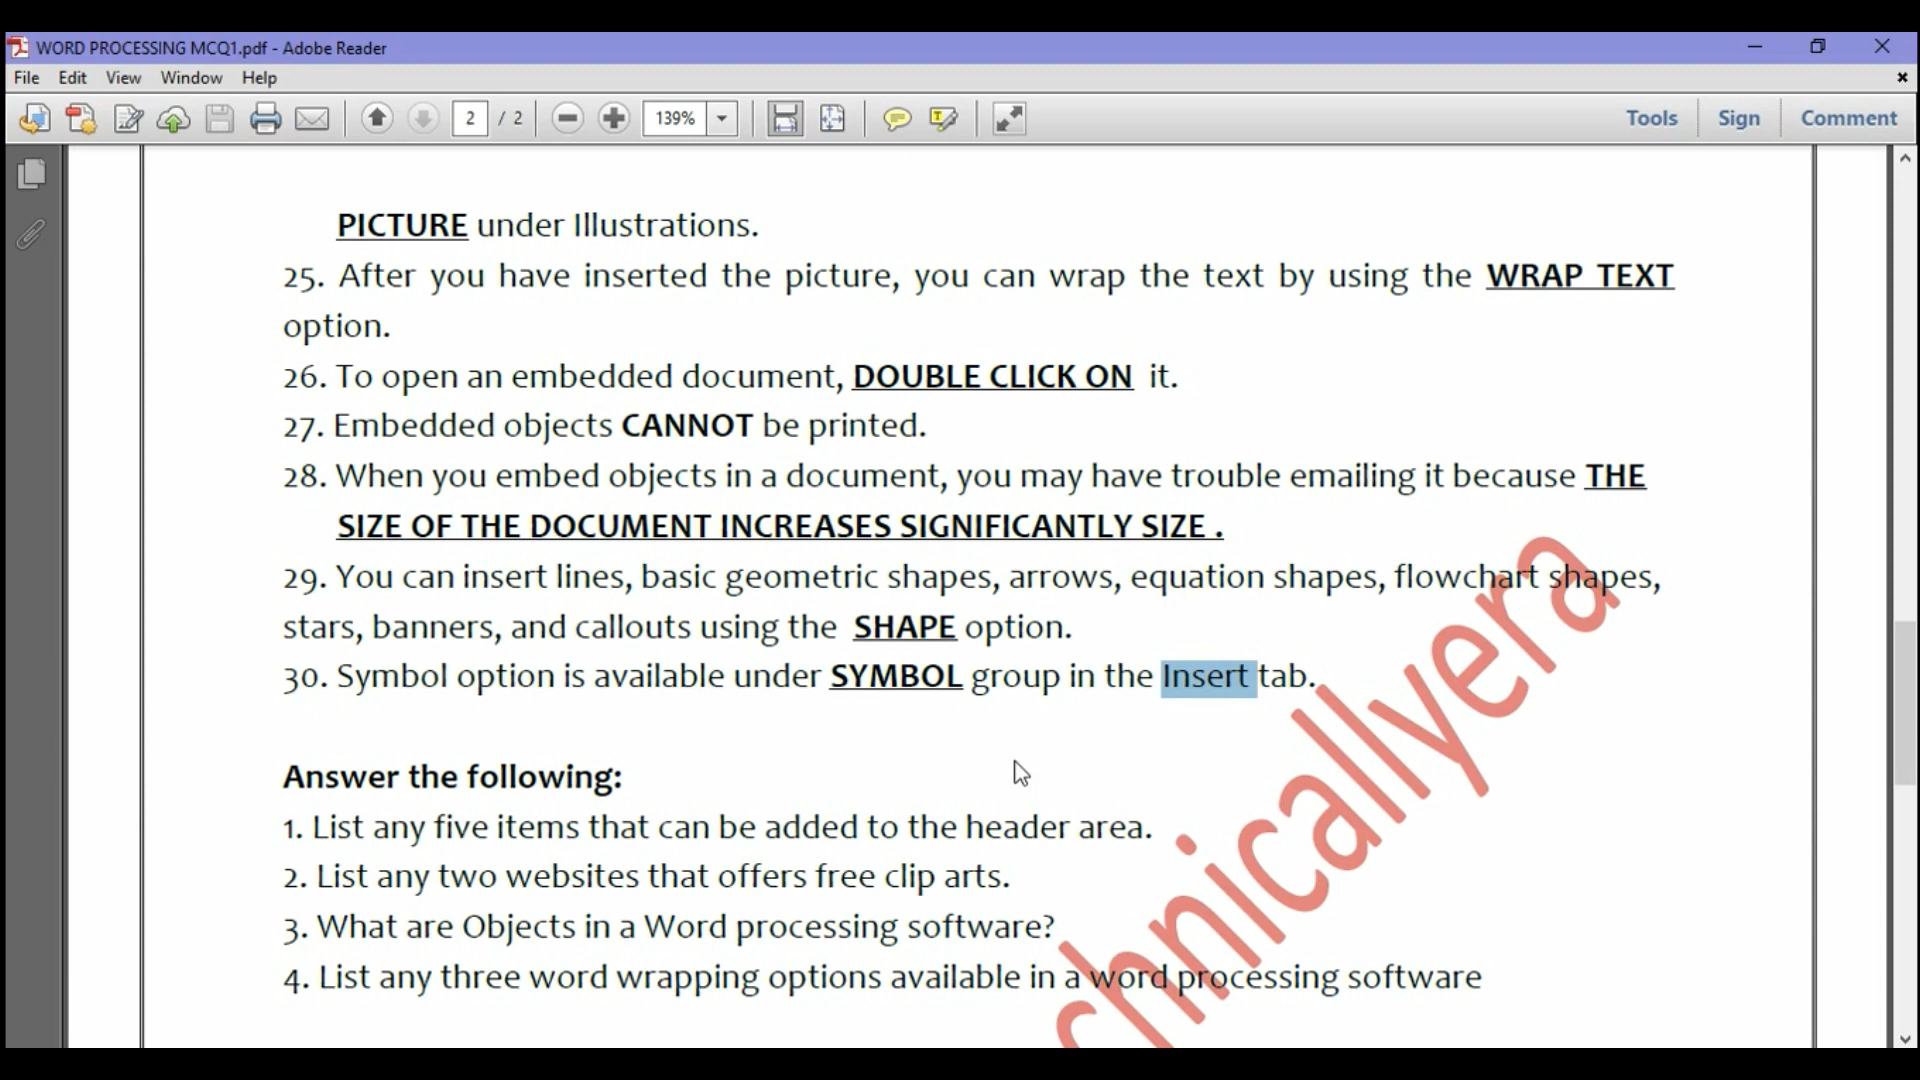 WORD PROCESSING MCQ1.pdf - Adobe Reader
File Edit View Window Help
2 / 2 139% Tools Sign Comment
PICTURE under Illustrations.
25. After you have inserted the picture, you can wrap the text by using the WRAP TEXT
option.
26. To open an embedded document, DOUBLE CLICK ON it.
27. Embedded objects CANNOT be printed.
28. When you embed objects in a document, you may have trouble emailing it because THE
SIZE OF THE DOCUMENT INCREASES SIGNIFICANTLY SIZE .
29. You can insert lines, basic geometric shapes, arrows, equation shapes, flowchart shapes,
stars, banners, and callouts using the SHAPE option.
30. Symbol option is available under SYMBOL group in the Insert tab.
Answer the following:
1. List any five items that can be added to the header area.
2. List any two websites that offers free clip arts.
3. What are Objects in a Word processing software?
4. List any three word wrapping options available in a word processing software
chnicallyera